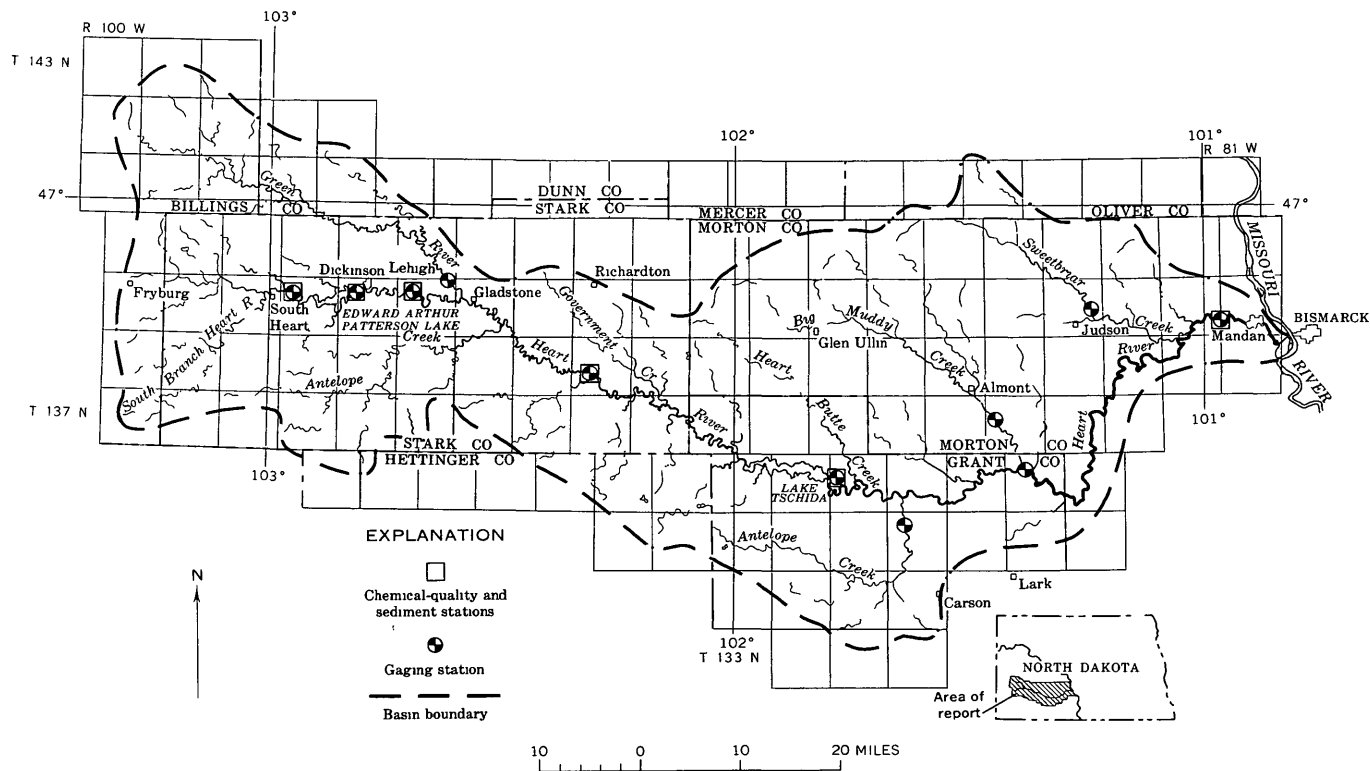 103°
R 100 W
T 143 N
102°
101°
R 81 W
47°
DUNN CO
STARK CO
BILLINGS CO
MERCER CO
MORTON CO
OLIVER CO
47°
Green River
Sweetbriar Creek
MISSOURI RIVER
Dickinson
Lehigh
Richardton
Fryburg
Gladstone
South Heart
EDWARD ARTHUR
PATTERSON LAKE
Government Cr
South Branch Heart R
Big Muddy Creek
Glen Ullin
Judson
Mandan
BISMARCK
Heart River
Antelope Creek
Heart
Butte Creek
Almont
T 137 N
101°
STARK CO
HETTINGER CO
MORTON CO
GRANT CO
Heart River
103°
LAKE
TSCHIDA
Antelope Creek
Lark
Carson
102°
T 133 N
EXPLANATION
Chemical-quality and
sediment stations
Gaging station
Basin boundary
N
NORTH DAKOTA
Area of
report
10 0 10 20 MILES